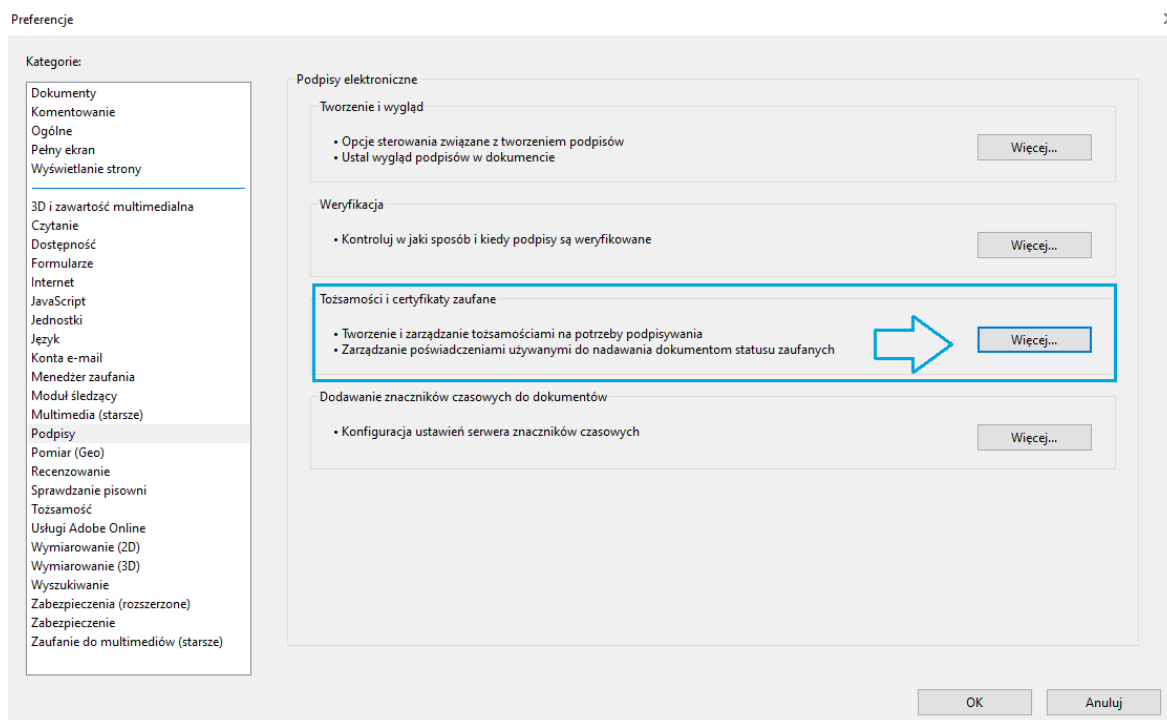 Preferencje
Kategorie:
Dokumenty
Komentowanie
Ogólne
Pełny ekran
Wyświetlanie strony
3D i zawartość multimedialna
Czytanie
Dostępność
Formularze
Internet
JavaScript
Jednostki
Język
Konta e-mail
Menedżer zaufania
Moduł śledzący
Multimedia (starsze)
Podpisy
Pomiar (Geo)
Recenzowanie
Sprawdzanie pisowni
Tożsamość
Usługi Adobe Online
Wymiarowanie (2D)
Wymiarowanie (3D)
Wyszukiwanie
Zabezpieczenia (rozszerzone)
Zabezpieczenie
Zaufanie do multimediów (starsze)
Podpisy elektroniczne
Tworzenie i wygląd
• Opcje sterowania związane z tworzeniem podpisów
• Ustal wygląd podpisów w dokumencie
Więcej...
Weryfikacja
• Kontroluj w jaki sposób i kiedy podpisy są weryfikowane
Więcej...
Tożsamości i certyfikaty zaufane
• Tworzenie i zarządzanie tożsamościami na potrzeby podpisywania
• Zarządzanie poświadczeniami używanymi do nadawania dokumentom statusu zaufanych
Więcej...
Dodawanie znaczników czasowych do dokumentów
• Konfiguracja ustawień serwera znaczników czasowych
Więcej...
OK
Anuluj